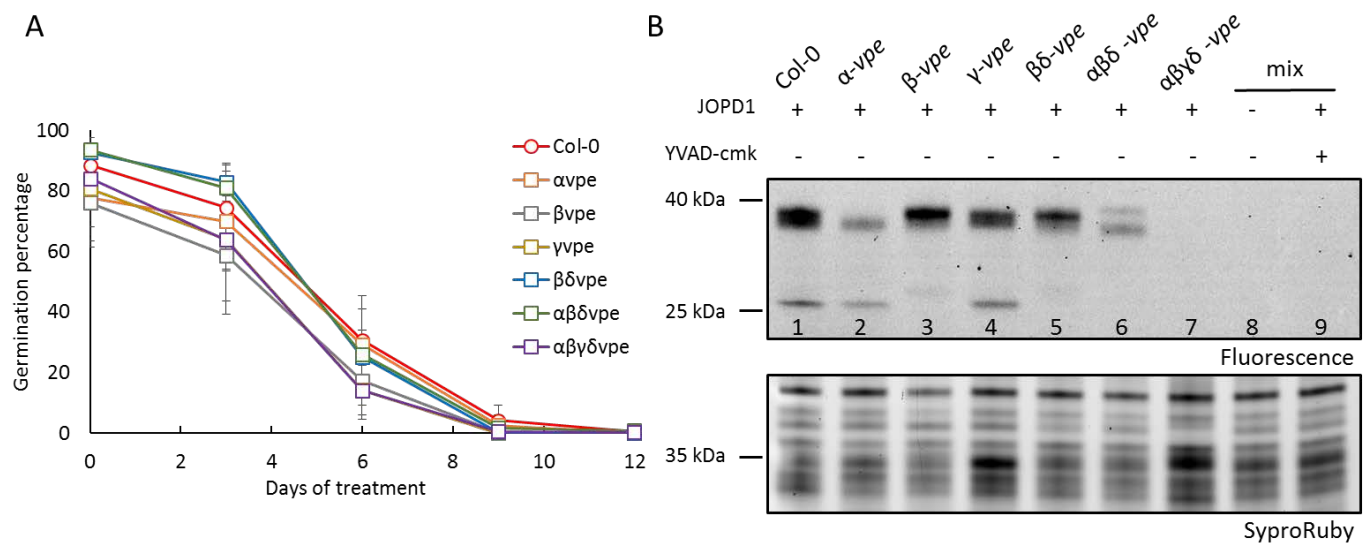 A
Germination percentage
100
80
60
40
20
0
0 2 4 6 8 10 12
Days of treatment
Col-0
αvpe
βvpe
γvpe
βδvpe
αβδvpe
αβγδvpe
B
Col-0 α-vpe β-vpe γ-vpe βδ-vpe αβδ -vpe αβγδ -vpe mix
JOPD1 + + + + + + + - +
YVAD-cmk - - - - - - - - +
40 kDa
25 kDa
1 2 3 4 5 6 7 8 9
Fluorescence
35 kDa
SyproRuby